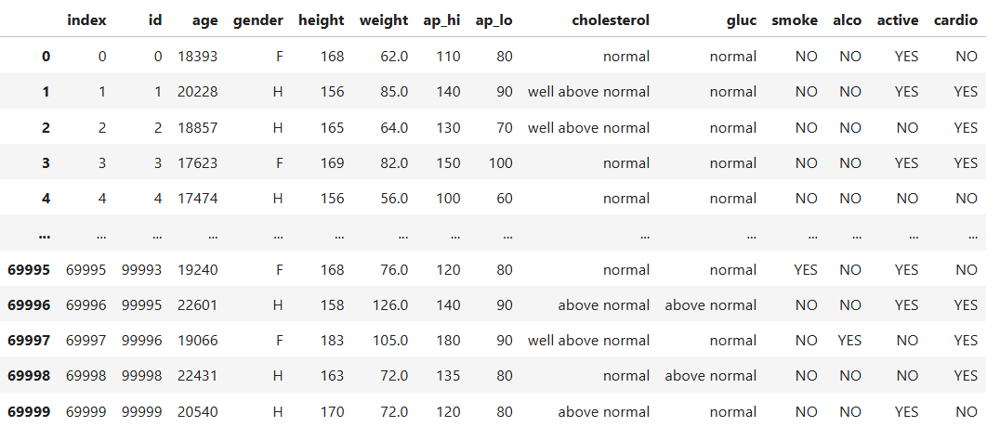 index id age gender height weight ap_hi ap_lo cholesterol gluc smoke alco active cardio
0 0 0 18393 F 168 62.0 110 80 normal normal NO NO YES NO
1 1 1 20228 H 156 85.0 140 90 well above normal normal NO NO YES YES
2 2 2 18857 H 165 64.0 130 70 well above normal normal NO NO NO YES
3 3 3 17623 F 169 82.0 150 100 normal normal NO NO YES YES
4 4 4 17474 H 156 56.0 100 60 normal normal NO NO NO NO
... ... ... ... ... ... ... ... ... ... ... ... ... ... ...
69995 69995 99993 19240 F 168 76.0 120 80 normal normal YES NO YES NO
69996 69996 99995 22601 H 158 126.0 140 90 above normal above normal NO NO YES YES
69997 69997 99996 19066 F 183 105.0 180 90 well above normal normal NO YES NO YES
69998 69998 99998 22431 H 163 72.0 135 80 normal above normal NO NO NO YES
69999 69999 99999 20540 H 170 72.0 120 80 above normal normal NO NO YES NO